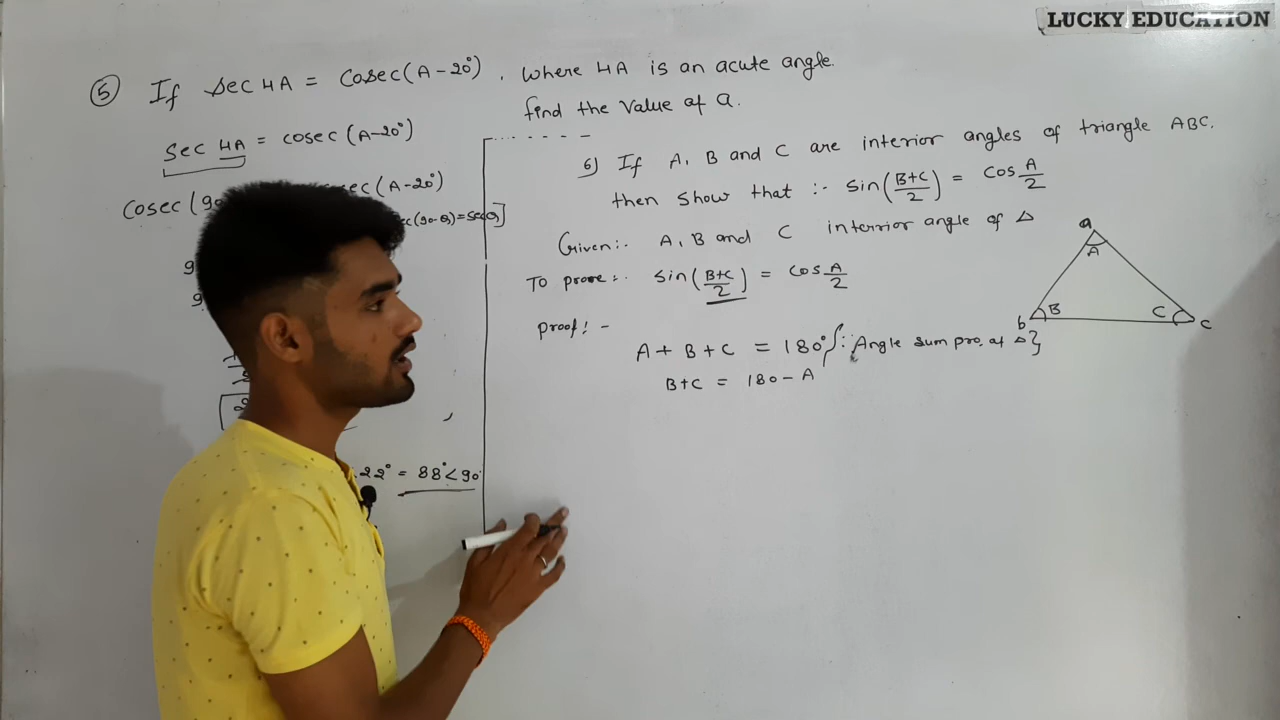 LUCKY EDUCATION
⑤ If sec 4A = cosec(A-20°), where 4A is an acute angle.
find the value of a.
sec 4A = cosec(A-20°)
cosec(90
sec(A-20°)
ec(90-θ)=secθ]
9
9
22° = 88°<90°
6) If A, B and C are interior angles of triangle ABC.
then show that :- sin(B+C/2) = cos A/2
Given:- A, B and C interrior angle of Δ
To prove:- sin(B+C/2) = cos A/2
proof:-
A + B + C = 180° {∵ Angle sum pro. of Δ}
B+C = 180 - A
a
A
b B
C c